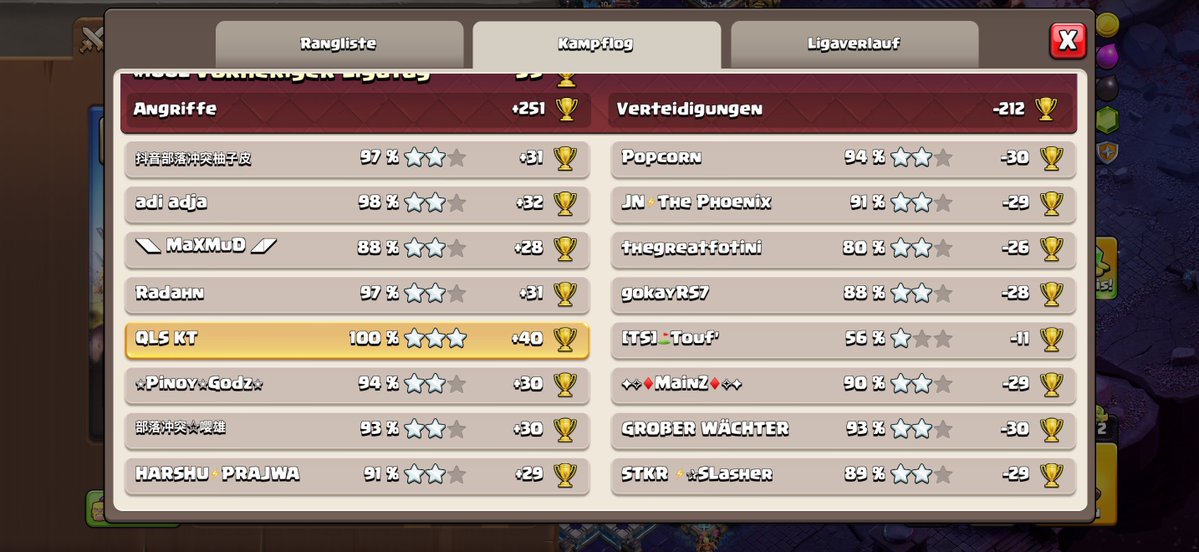 Rangliste Kampflog Ligaverlauf X
Vorheriger Ligatag
Angriffe +251 Verteidigungen -212
抖音部落冲突柚子皮 97 % +31 Popcorn 94 % -30
adi adja 98 % +32 JN⚡The Phoenix 91 % -29
MaXMuD 88 % +28 thegreatfotini 80 % -26
Radahn 97 % +31 gokayRS7 88 % -28
QLS KT 100 % +40 [TS]⛳Touf' 56 % -11
☆Pinoy☆Godz☆ 94 % +30 ✦✧♦MainZ♦✧✦ 90 % -29
部落冲突☆嘤雄 93 % +30 GROßER WÄCHTER 93 % -30
HARSHU⚡PRAJWA 91 % +29 STKR ⚡☆SLasher 89 % -29